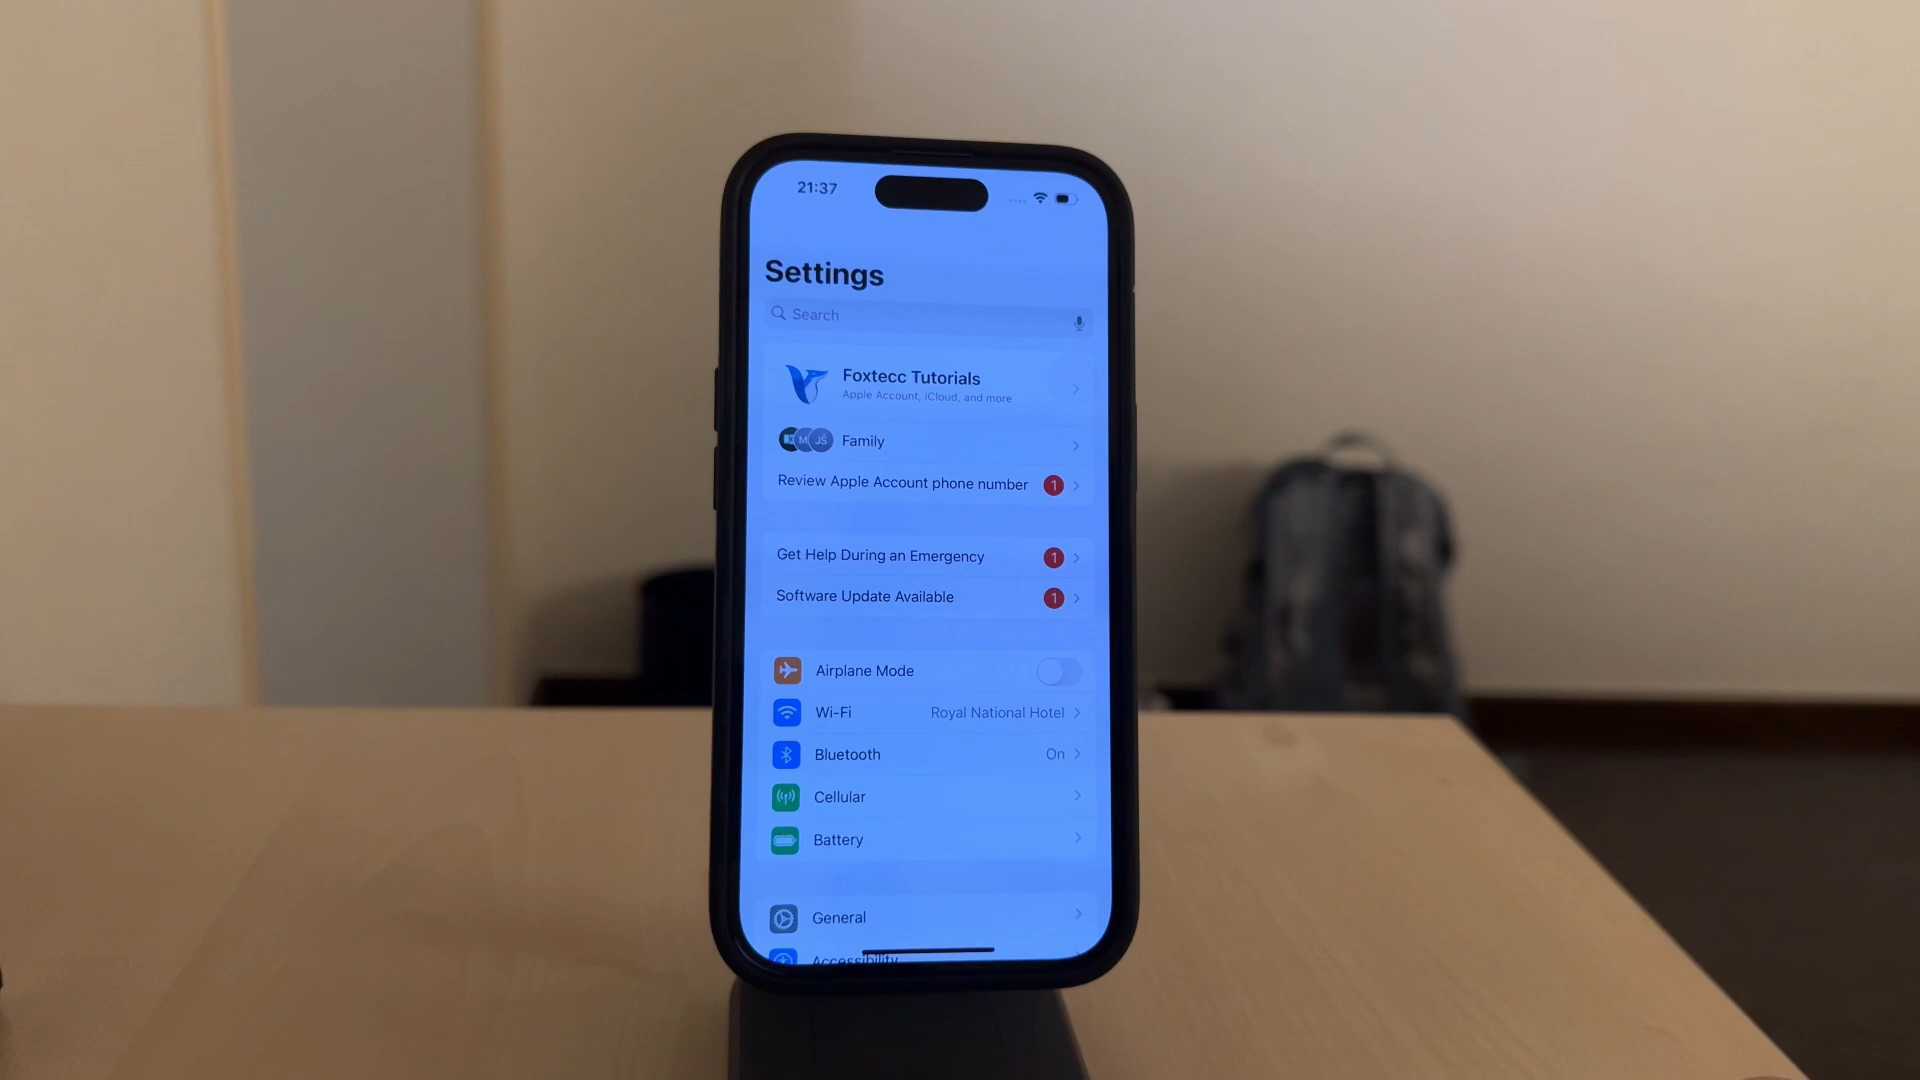 21:37
Settings
Search
Foxtecc Tutorials
Apple Account, iCloud, and more
M JŠ Family
Review Apple Account phone number 1
Get Help During an Emergency 1
Software Update Available 1
Airplane Mode
Wi-Fi Royal National Hotel
Bluetooth On
Cellular
Battery
General
Accessibility